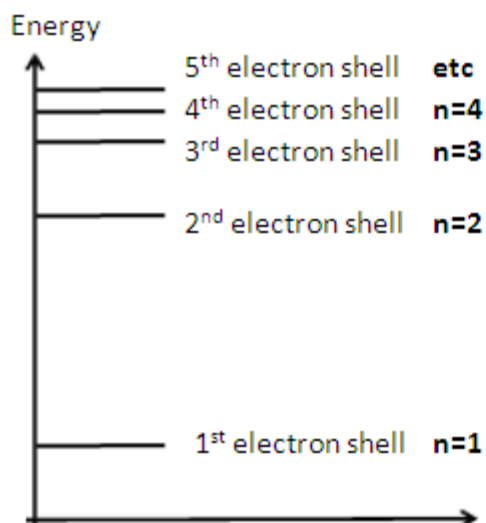 Energy
5th electron shell etc
4th electron shell n=4
3rd electron shell n=3
2nd electron shell n=2
1st electron shell n=1